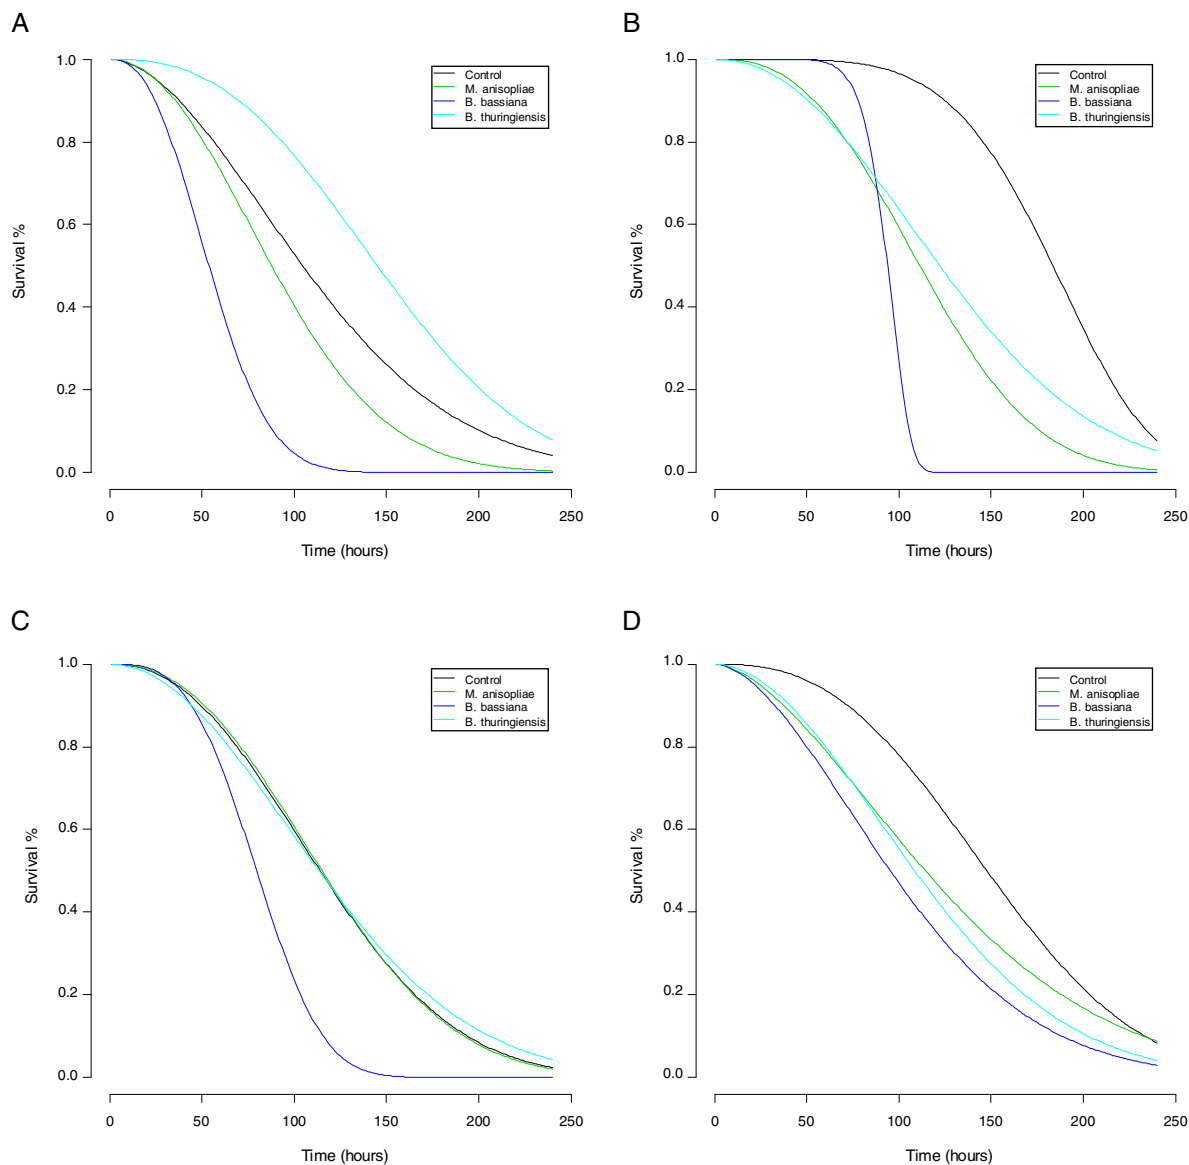 A
1.0
0.8
0.6
0.4
0.2
0.0
Survival %
Control
M. anisopliae
B. bassiana
B. thuringiensis
0 50 100 150 200 250
Time (hours)
B
1.0
0.8
0.6
0.4
0.2
0.0
Survival %
Control
M. anisopliae
B. bassiana
B. thuringiensis
0 50 100 150 200 250
Time (hours)
C
1.0
0.8
0.6
0.4
0.2
0.0
Survival %
Control
M. anisopliae
B. bassiana
B. thuringiensis
0 50 100 150 200 250
Time (hours)
D
1.0
0.8
0.6
0.4
0.2
0.0
Survival %
Control
M. anisopliae
B. bassiana
B. thuringiensis
0 50 100 150 200 250
Time (hours)